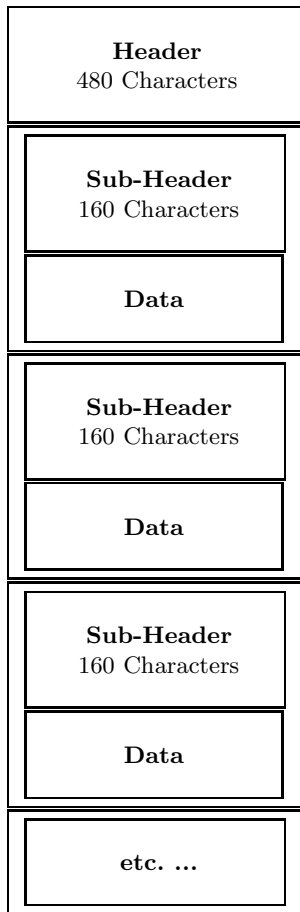 Header
480 Characters
Sub-Header
160 Characters
Data
Sub-Header
160 Characters
Data
Sub-Header
160 Characters
Data
etc. ...